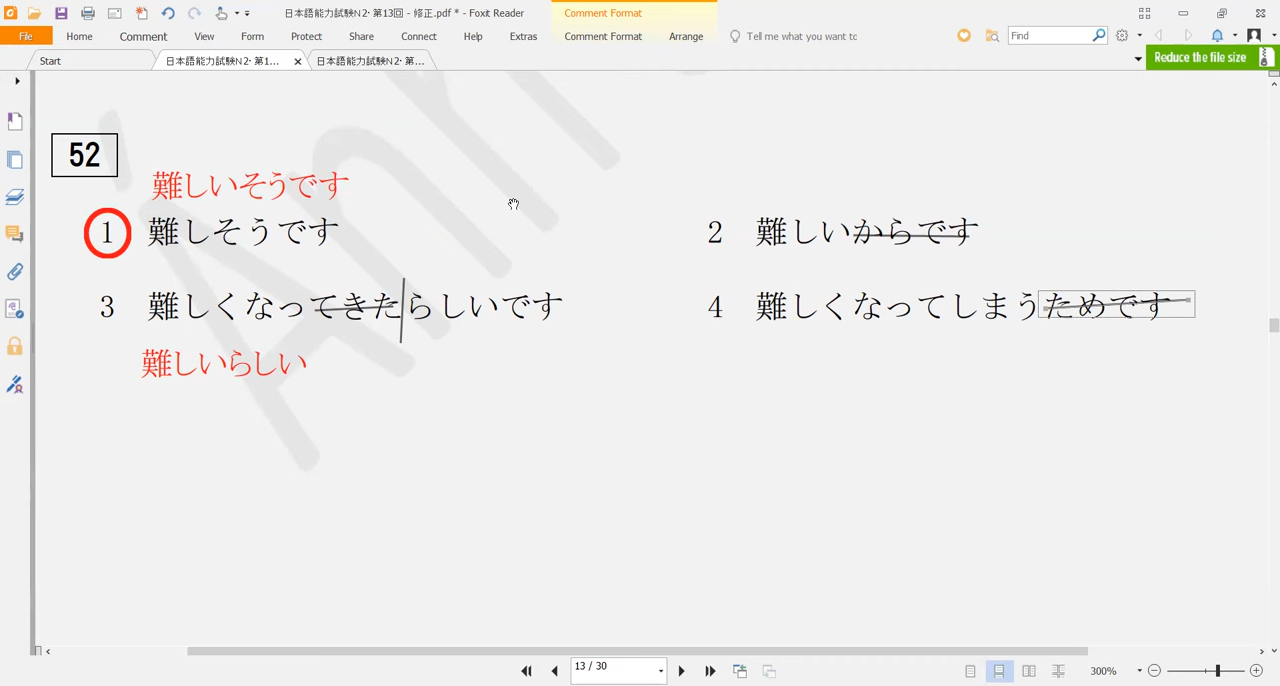 日本語能力試験N2· 第13回 - 修正.pdf * - Foxit Reader
Comment Format
File Home Comment View Form Protect Share Connect Help Extras Comment Format Arrange Tell me what you want to Find
Start 日本語能力試験N2· 第1... 日本語能力試験N2· 第...
Reduce the file size
52
難しいそうです
1 難しそうです
2 難しいからです
3 難しくなってきたらしいです
4 難しくなってしまうためです
難しいらしい
13 / 30
300%